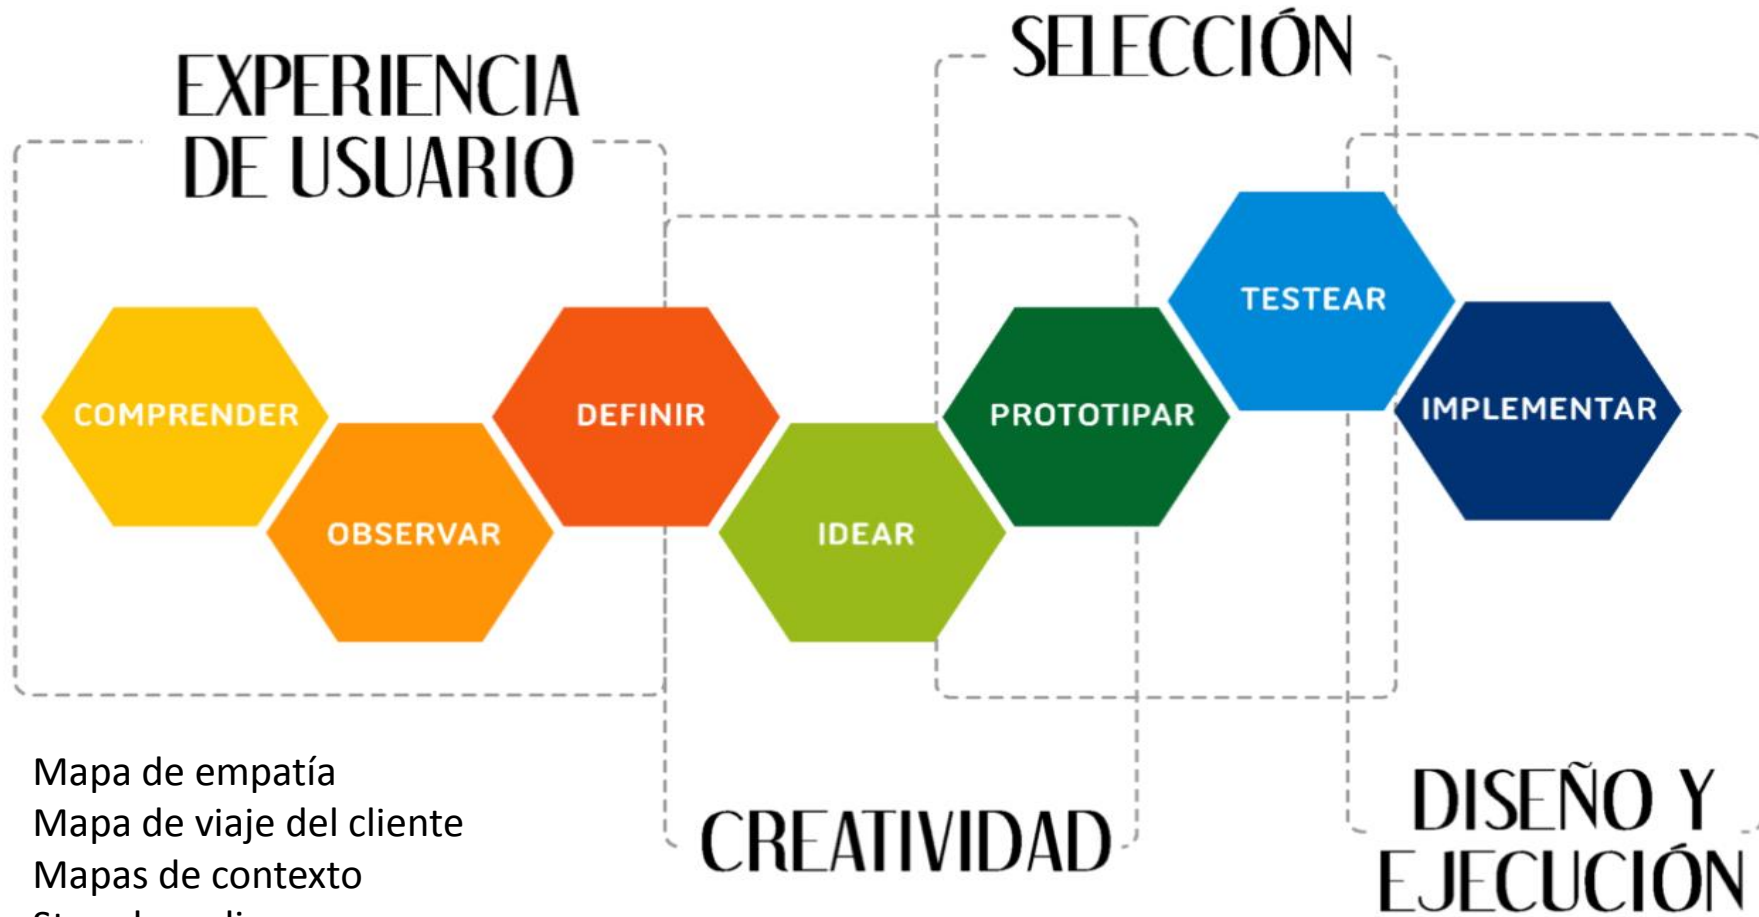 EXPERIENCIA
DE USUARIO
SELECCIÓN
COMPRENDER
OBSERVAR
DEFINIR
IDEAR
PROTOTIPAR
TESTEAR
IMPLEMENTAR
Mapa de empatía
Mapa de viaje del cliente
Mapas de contexto
CREATIVIDAD
DISEÑO Y
EJECUCIÓN